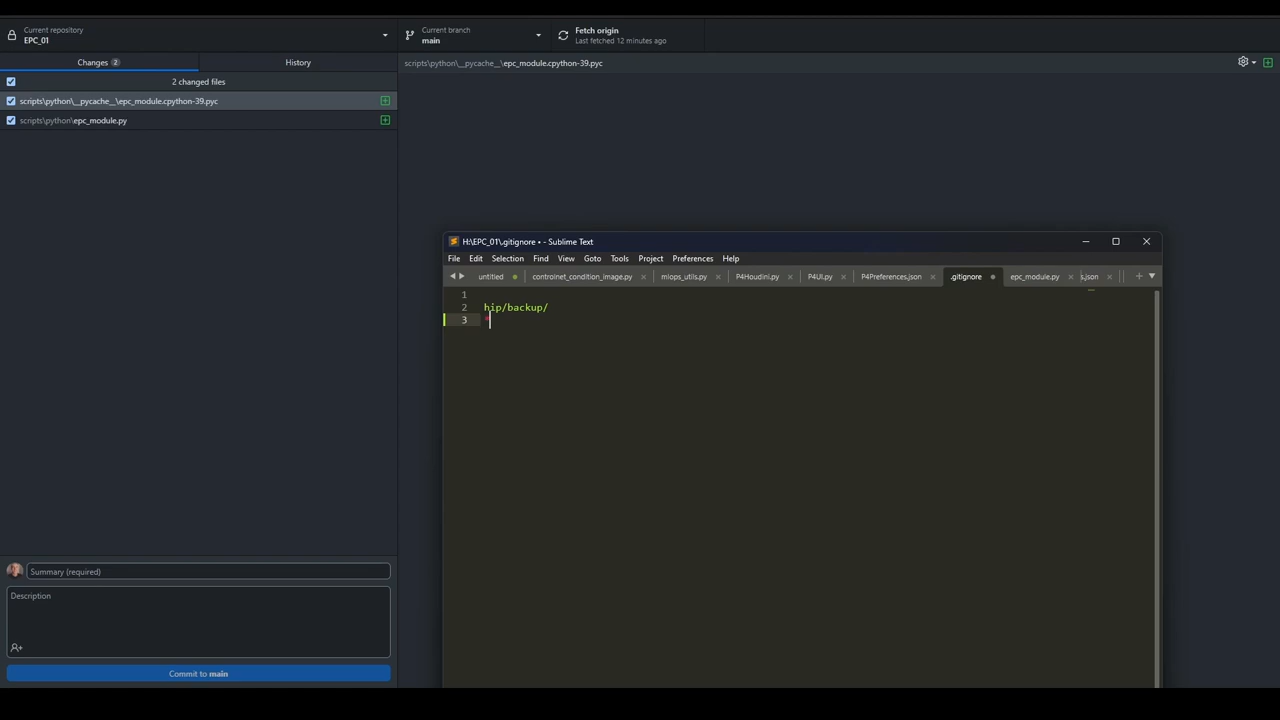 Current repository
EPC_01
Current branch
main
Fetch origin
Last fetched 12 minutes ago
Changes 2
History
scripts\python\__pycache__\epc_module.cpython-39.pyc
2 changed files
scripts\python\__pycache__\epc_module.cpython-39.pyc
scripts\python\epc_module.py
H:\EPC_01\.gitignore • - Sublime Text
File Edit Selection Find View Goto Tools Project Preferences Help
untitled controlnet_condition_image.py mlops_utils.py P4Houdini.py P4UI.py P4Preferences.json .gitignore epc_module.py s.json
1
2 hip/backup/
3 *
Summary (required)
Description
Commit to main